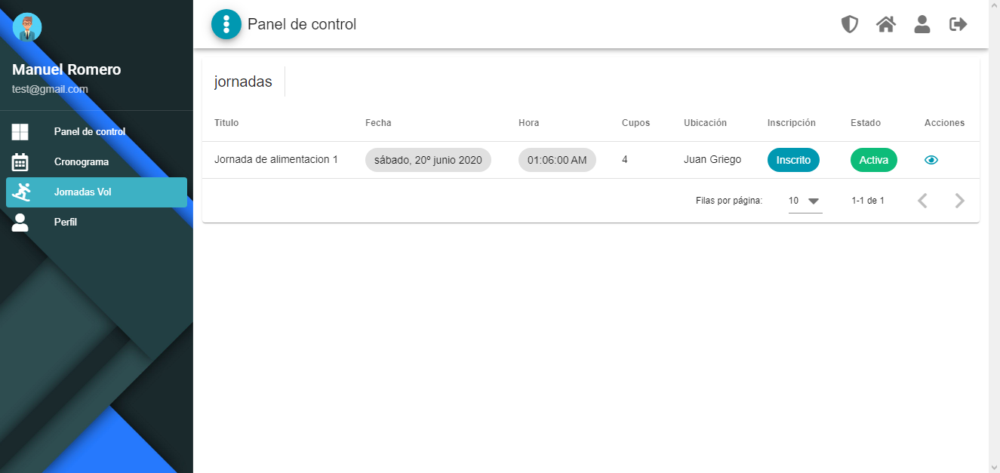 Manuel Romero
test@gmail.com
Panel de control
Cronograma
Jornadas Vol
Perfil
Panel de control
jornadas
Titulo Fecha Hora Cupos Ubicación Inscripción Estado Acciones
Jornada de alimentacion 1 sábado, 20º junio 2020 01:06:00 AM 4 Juan Griego Inscrito Activa
Filas por página: 10 1-1 de 1